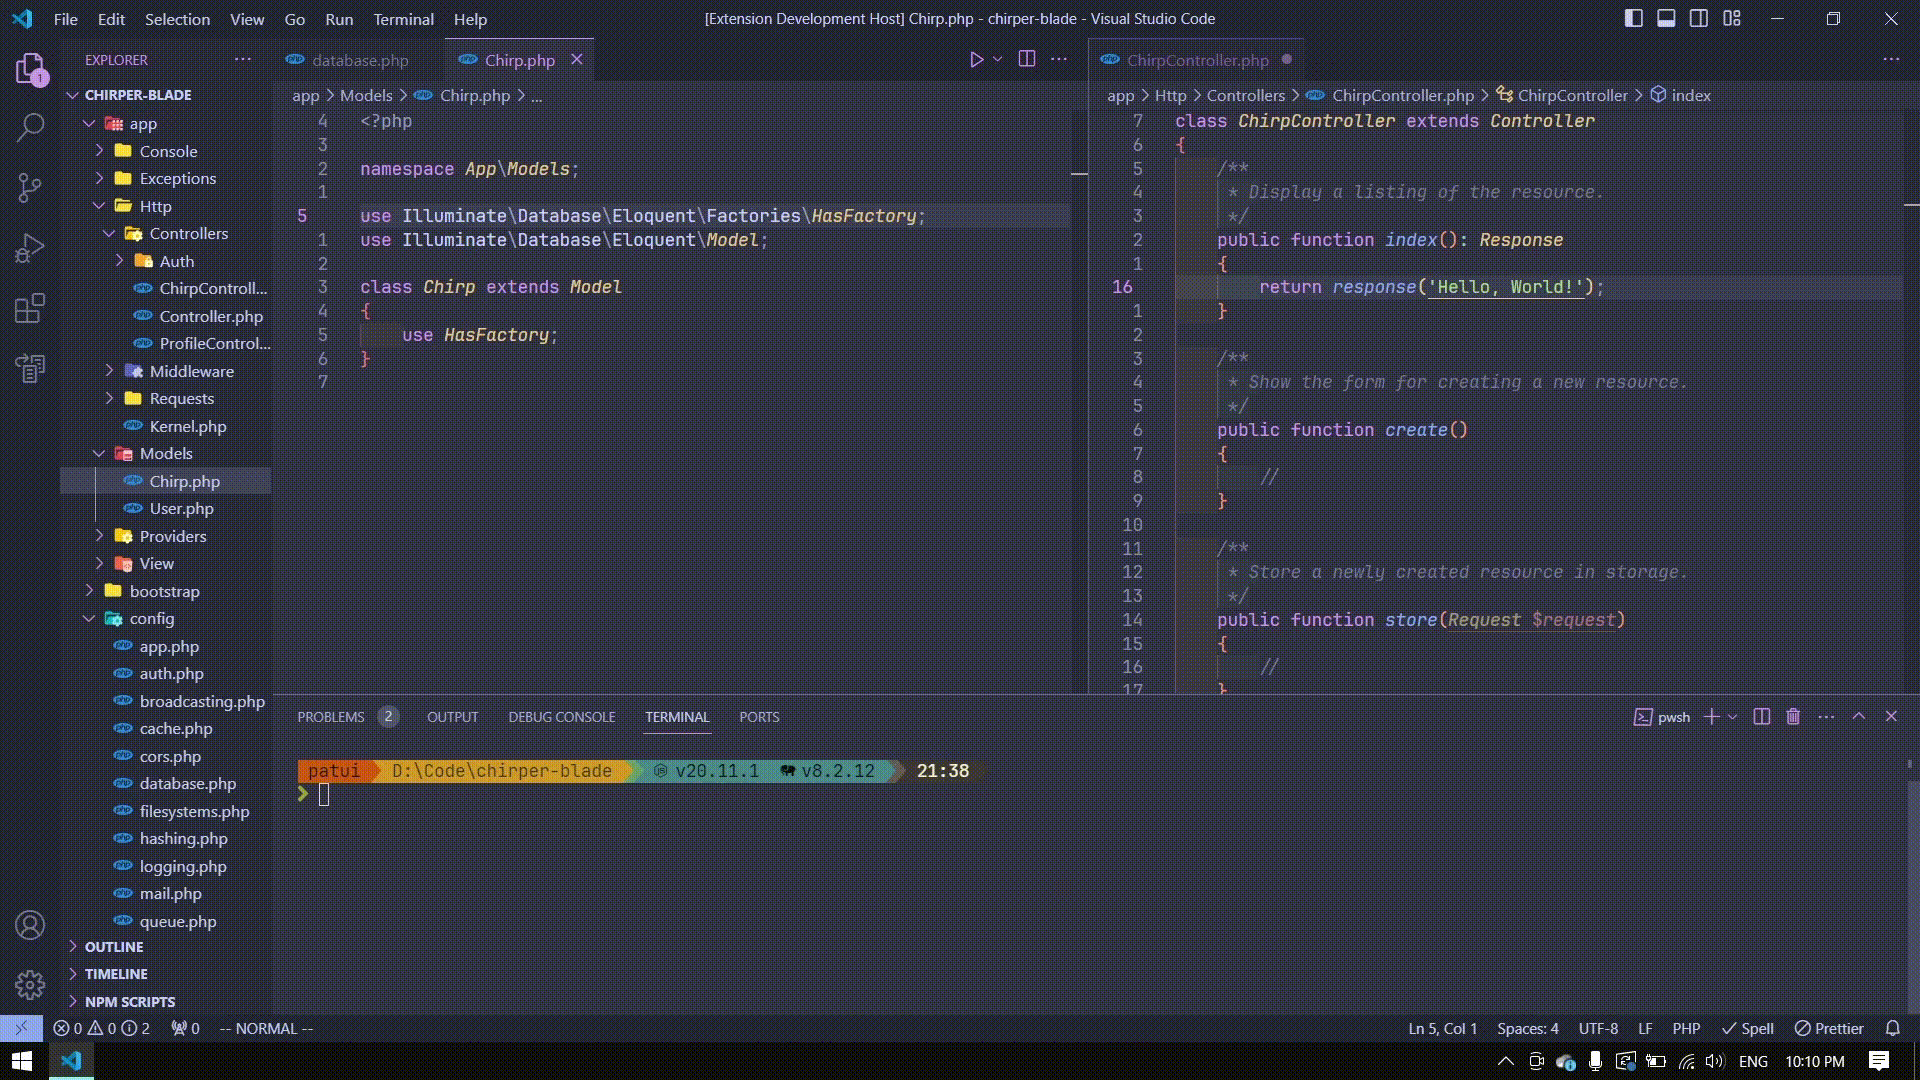 File Edit Selection View Go Run Terminal Help
[Extension Development Host] Chirp.php - chirper-blade - Visual Studio Code
EXPLORER
1
CHIRPER-BLADE
app
Console
Exceptions
Http
Controllers
Auth
ChirpControll...
Controller.php
ProfileControl...
Middleware
Requests
Kernel.php
Models
Chirp.php
User.php
Providers
View
bootstrap
config
app.php
auth.php
broadcasting.php
cache.php
cors.php
database.php
filesystems.php
hashing.php
logging.php
mail.php
queue.php
OUTLINE
TIMELINE
NPM SCRIPTS
database.php Chirp.php
app > Models > Chirp.php > ...
4 <?php
3
2 namespace App\Models;
1
5 use Illuminate\Database\Eloquent\Factories\HasFactory;
1 use Illuminate\Database\Eloquent\Model;
2
3 class Chirp extends Model
4 {
5 use HasFactory;
6 }
7
ChirpController.php
app > Http > Controllers > ChirpController.php > ChirpController > index
7 class ChirpController extends Controller
6 {
5 /**
4 * Display a listing of the resource.
3 */
2 public function index(): Response
1 {
16 return response('Hello, World!');
1 }
2
3 /**
4 * Show the form for creating a new resource.
5 */
6 public function create()
7 {
8 //
9 }
10
11 /**
12 * Store a newly created resource in storage.
13 */
14 public function store(Request $request)
15 {
16 //
17 }
PROBLEMS 2 OUTPUT DEBUG CONSOLE TERMINAL PORTS
pwsh
patui D:\Code\chirper-blade v20.11.1 v8.2.12 21:38
0 0 2 0 -- NORMAL --
Ln 5, Col 1 Spaces: 4 UTF-8 LF PHP Spell Prettier
ENG 10:10 PM